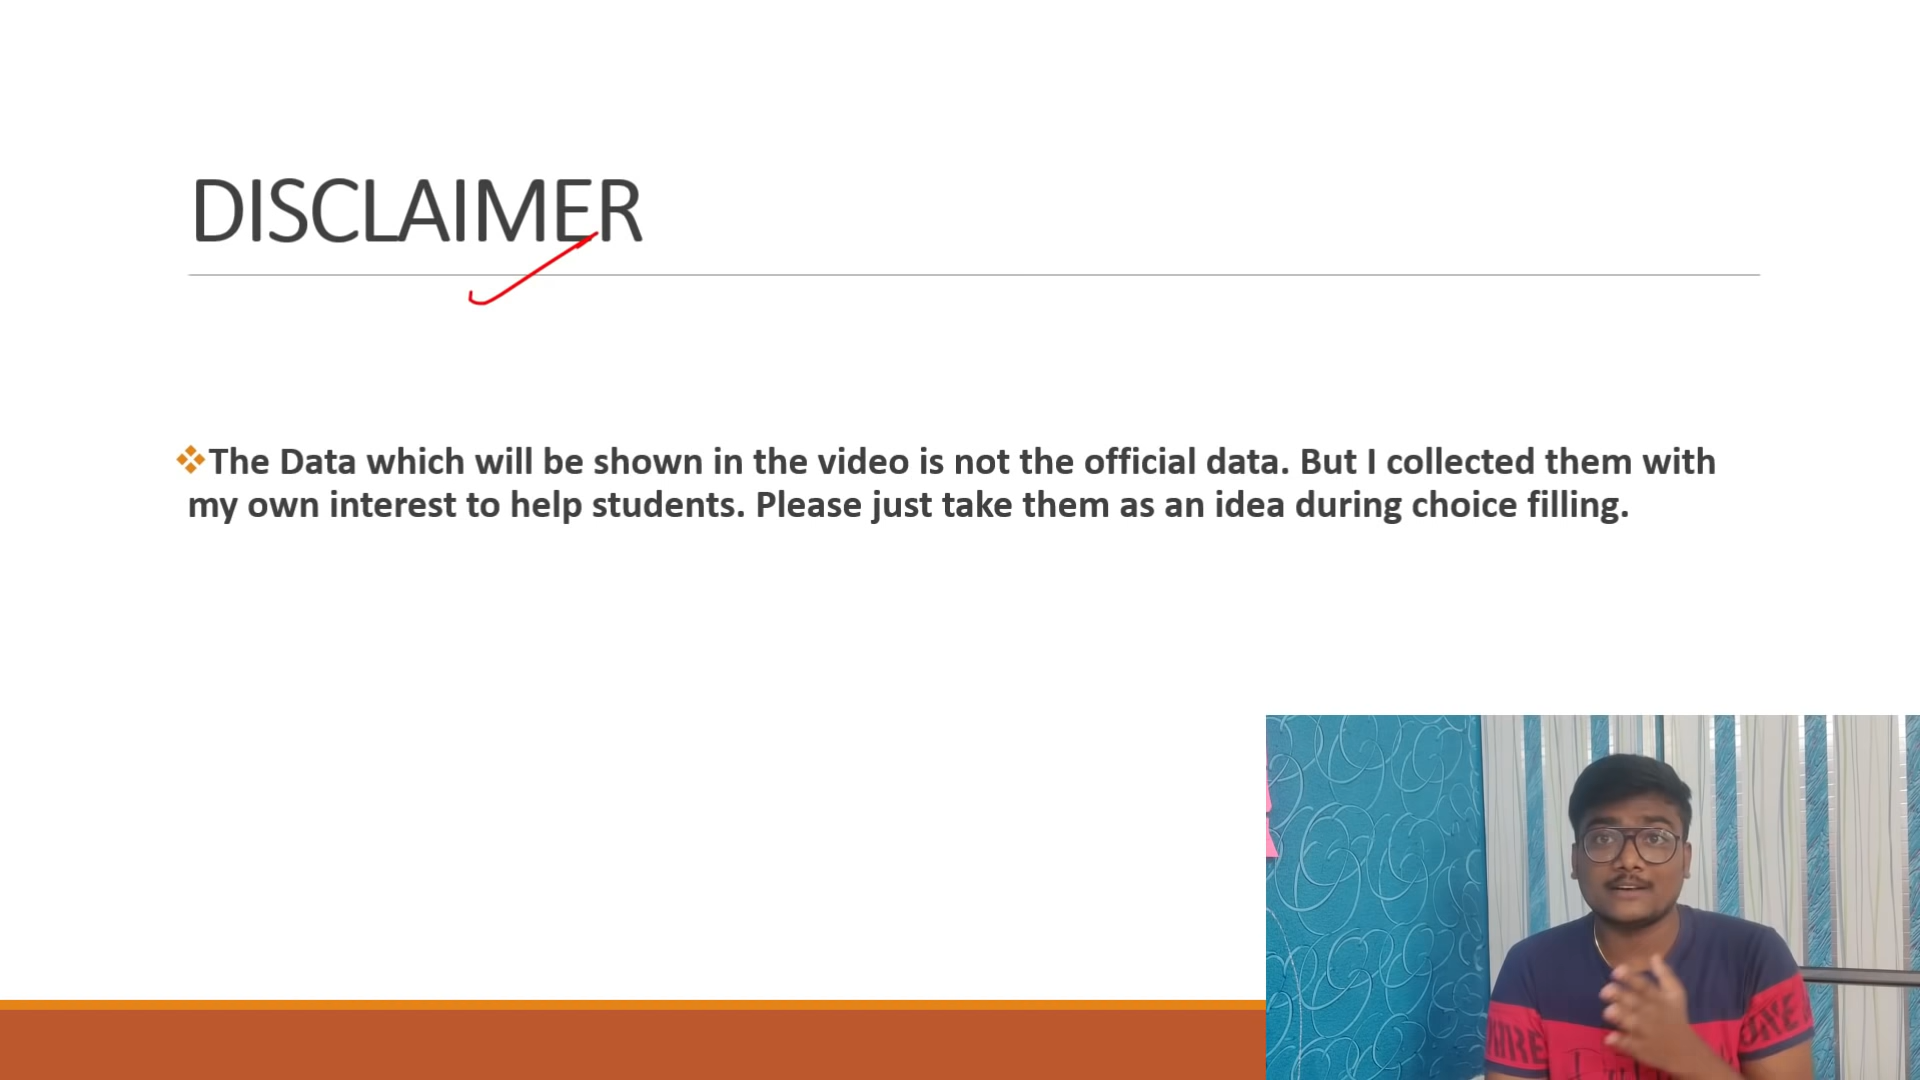 DISCLAIMER
The Data which will be shown in the video is not the official data. But I collected them with
my own interest to help students. Please just take them as an idea during choice filling.